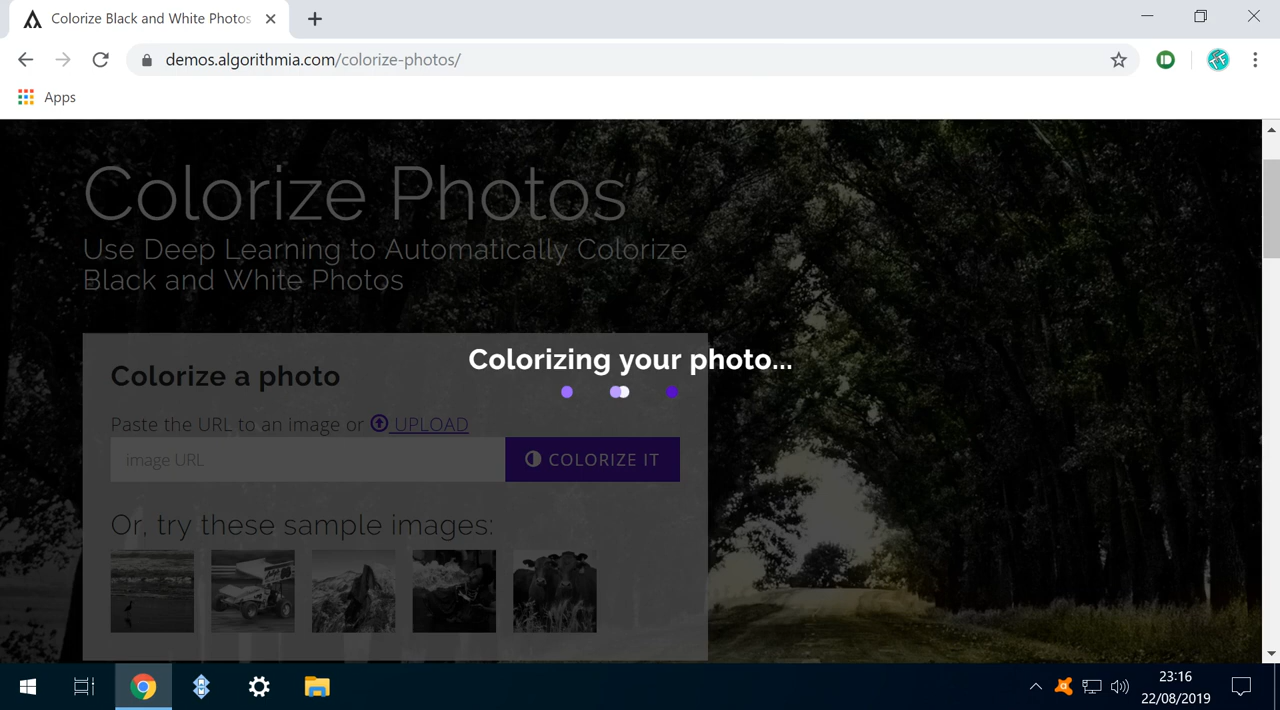 Colorize Black and White Photos
demos.algorithmia.com/colorize-photos/
Apps
Colorize Photos
Use Deep Learning to Automatically Colorize
Black and White Photos
Colorizing your photo...
Colorize a photo
Paste the URL to an image or UPLOAD
image URL
COLORIZE IT
Or, try these sample images:
23:16
22/08/2019